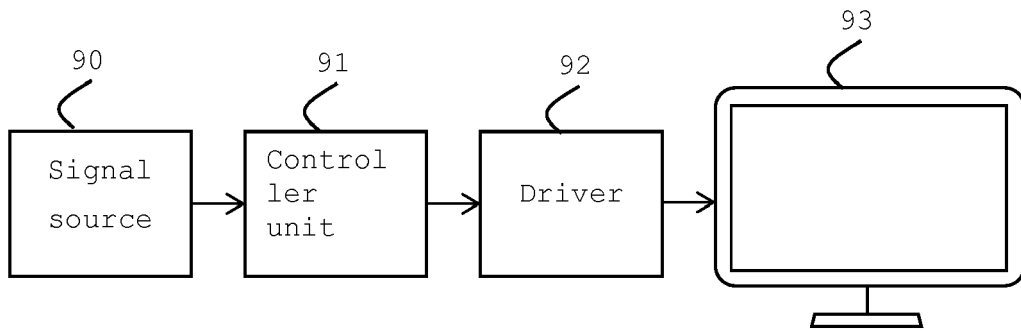 90
91
92
93
Signal
source
Control
ler
unit
Driver